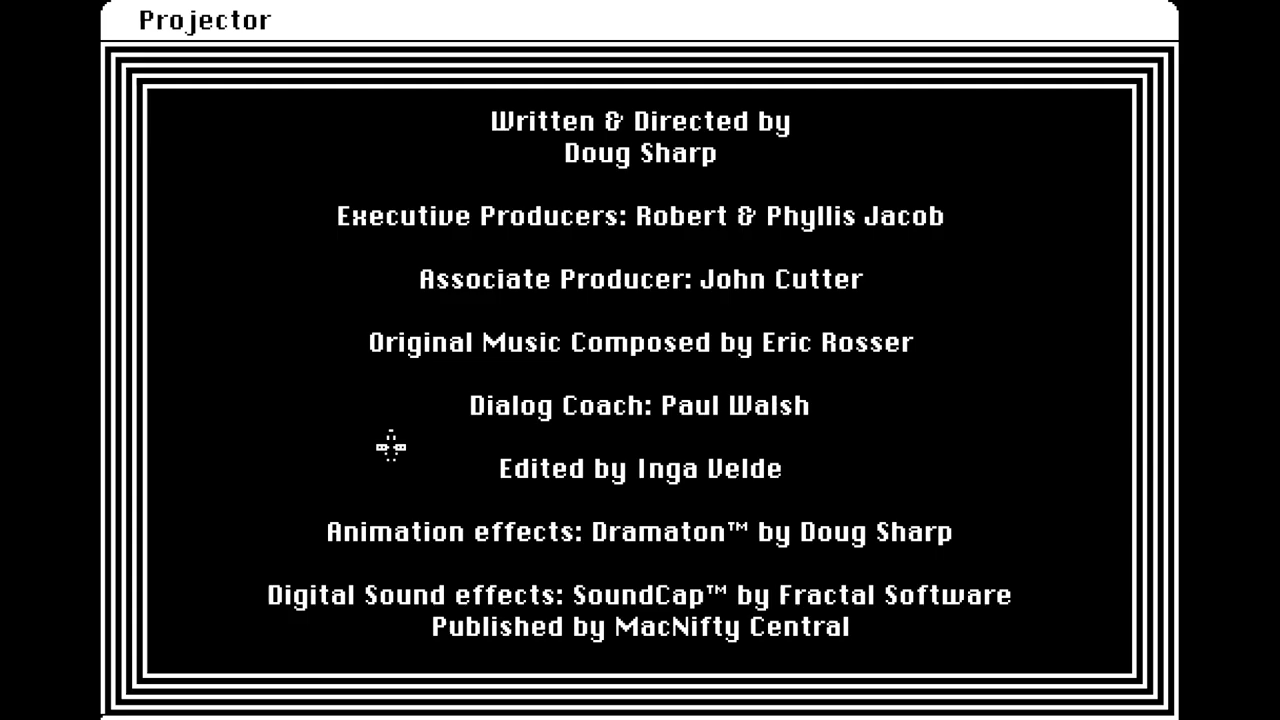 Projector
Written & Directed by
Doug Sharp
Executive Producers: Robert & Phyllis Jacob
Associate Producer: John Cutter
Original Music Composed by Eric Rosser
Dialog Coach: Paul Walsh
Edited by Inga Velde
Animation effects: Dramaton™ by Doug Sharp
Digital Sound effects: SoundCap™ by Fractal Software
Published by MacNifty Central